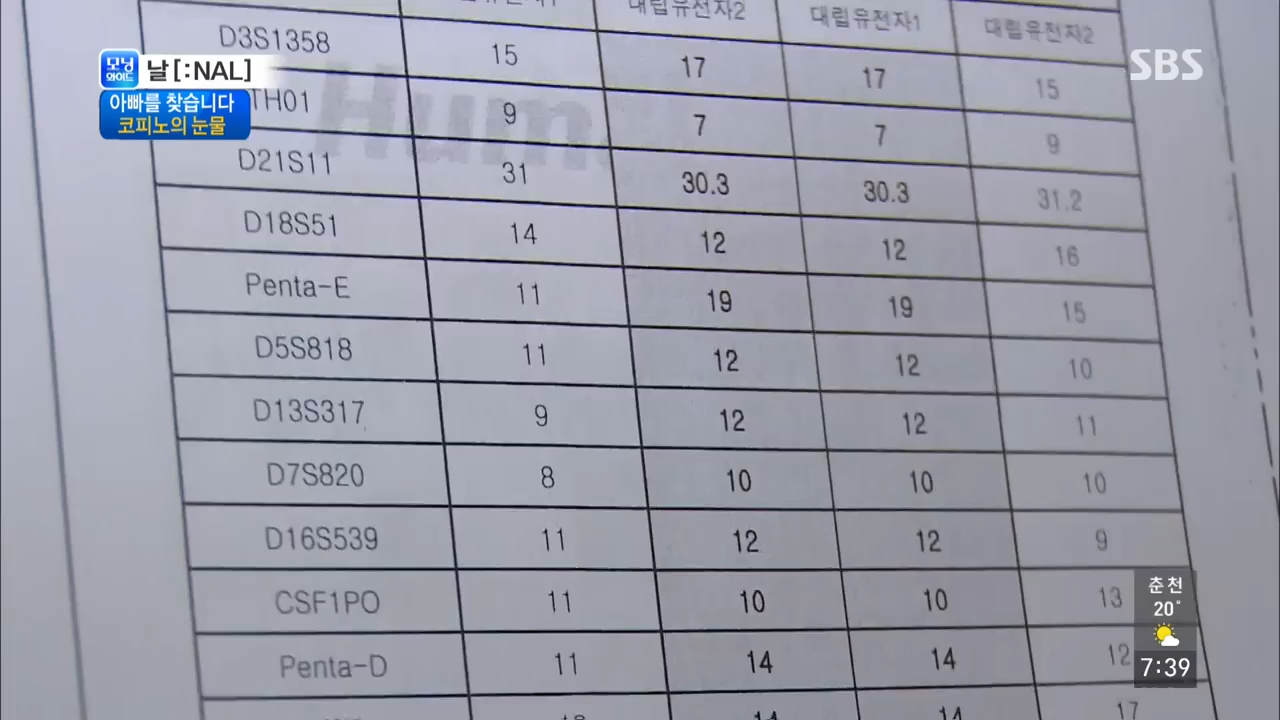 대립유전자2 대립유전자1 대립유전자2
D3S1358 15 17 17 15
TH01 9 7 7 9
D21S11 31 30.3 30.3 31.2
D18S51 14 12 12 16
Penta-E 11 19 19 15
D5S818 11 12 12 10
D13S317 9 12 12 11
D7S820 8 10 10 10
D16S539 11 12 12 9
CSF1PO 11 10 10 13
Penta-D 11 14 14 12
17
Hum
모닝
와이드
날[:NAL]
아빠를 찾습니다
코피노의 눈물
SBS
춘천
20°
7:39